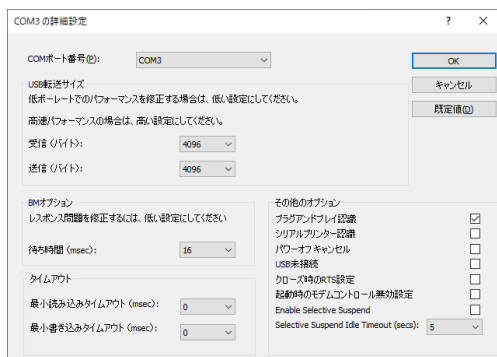 COM3 の詳細設定
? ×
COMポート番号(P):
COM3
OK
キャンセル
既定値(D)
USB転送サイズ
低ボーレートでのパフォーマンスを修正する場合は、低い設定にしてください。
高速パフォーマンスの場合は、高い設定にしてください。
受信 (バイト):
4096
送信 (バイト):
4096
BMオプション
レスポンス問題を修正するには、低い設定にしてください
待ち時間 (msec):
16
タイムアウト
最小読み込みタイムアウト (msec):
0
最小書き込みタイムアウト (msec):
0
その他のオプション
プラグアンドプレイ認識
シリアルプリンター認識
パワーオフ キャンセル
USB未接続
クローズ時のRTS設定
起動時のモデムコントロール無効設定
Enable Selective Suspend
Selective Suspend Idle Timeout (secs):
5